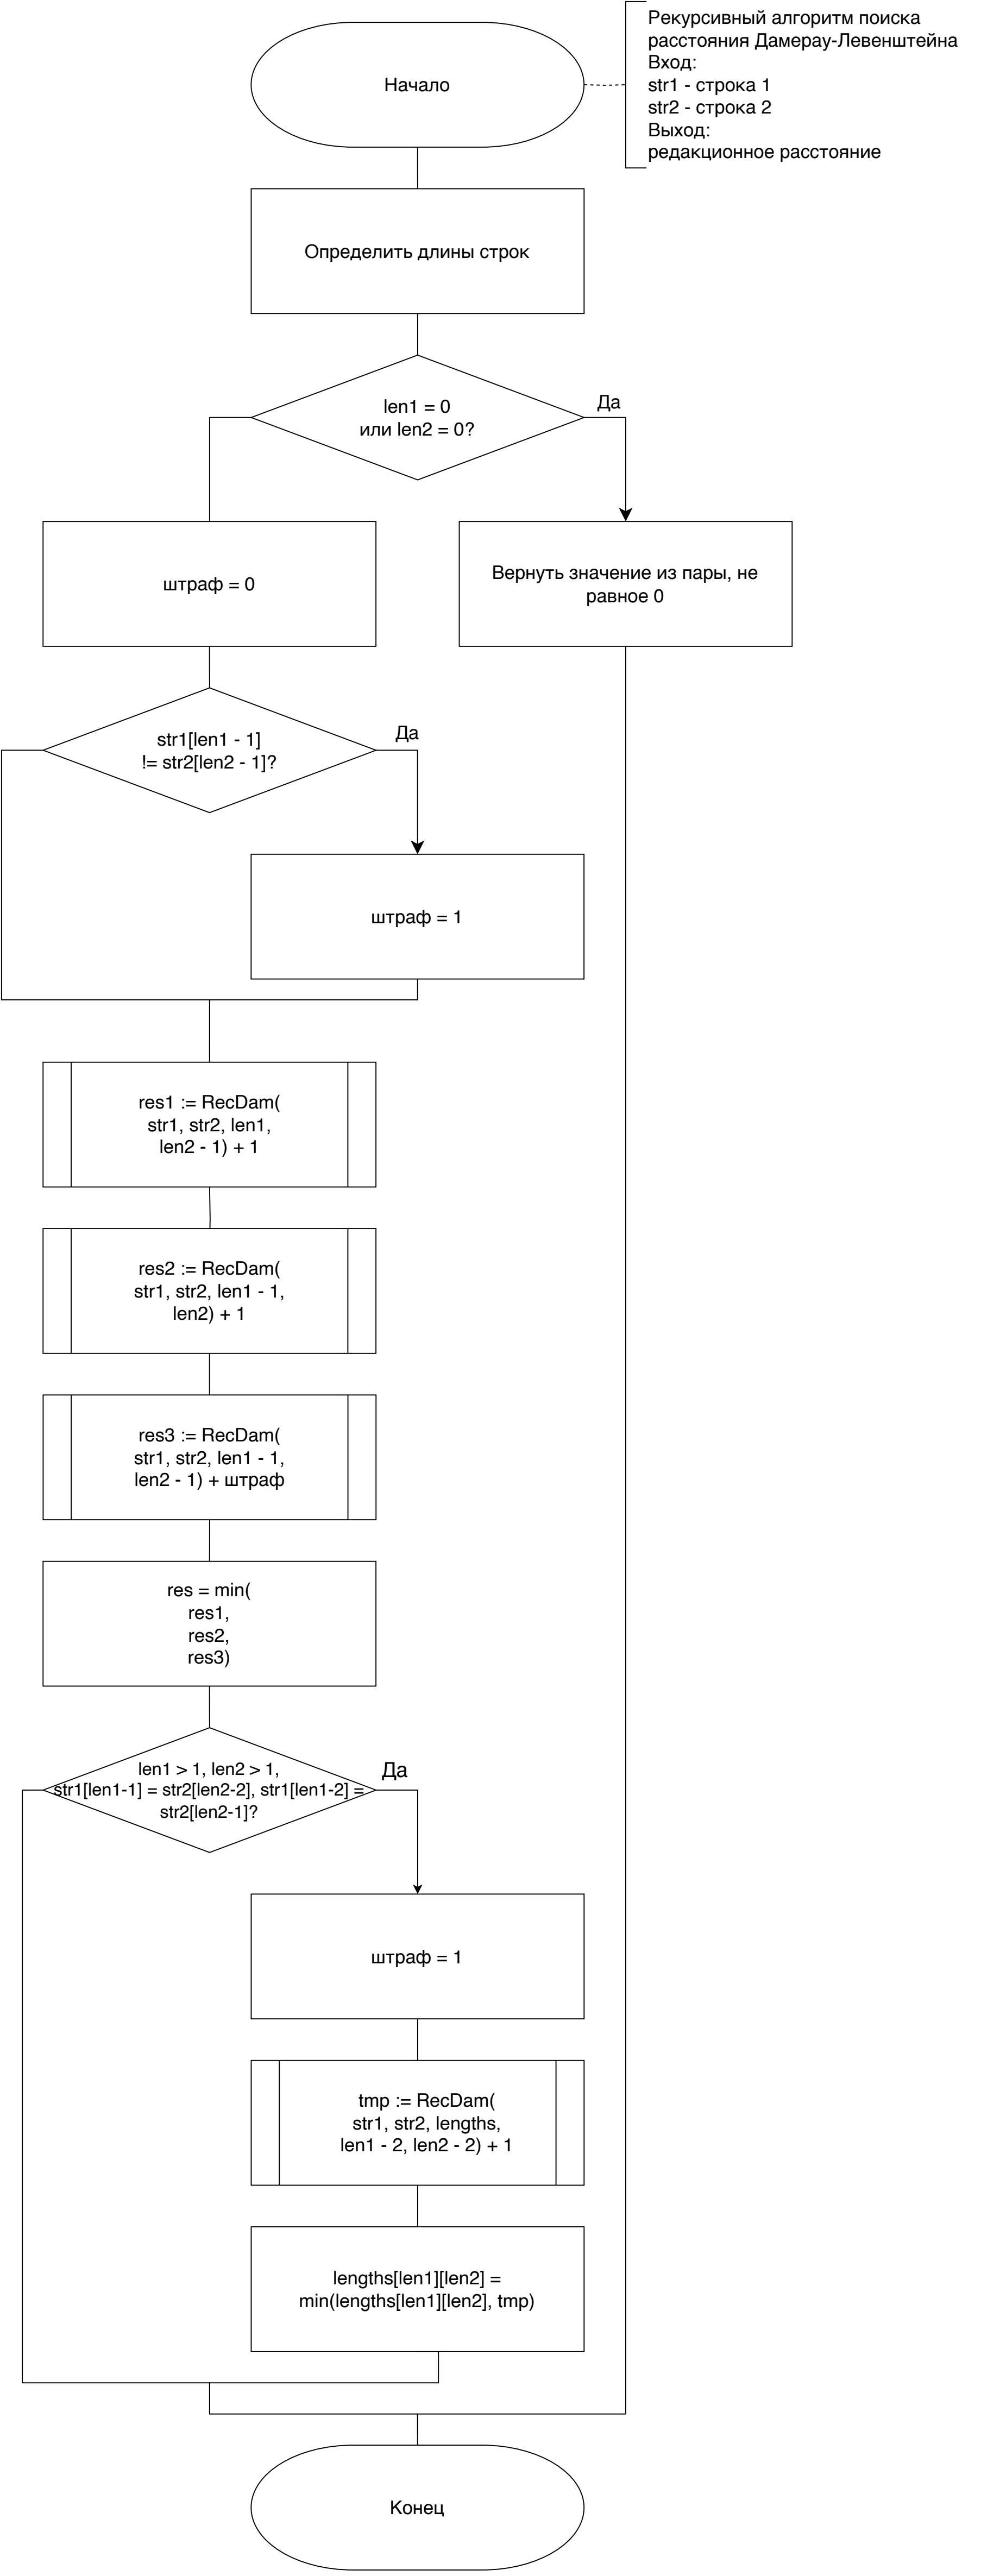 Рекурсивный алгоритм поиска
расстояния Дамерау-Левенштейна
Вход:
str1 - строка 1
str2 - строка 2
Выход:
редакционное расстояние
Начало
Определить длины строк
len1 = 0
или len2 = 0?
Да
штраф = 0
Вернуть значение из пары, не
равное 0
str1[len1 - 1]
!= str2[len2 - 1]?
Да
штраф = 1
res1 := RecDam(
str1, str2, len1,
len2 - 1) + 1
res2 := RecDam(
str1, str2, len1 - 1,
len2) + 1
res3 := RecDam(
str1, str2, len1 - 1,
len2 - 1) + штраф
res = min(
res1,
res2,
res3)
len1 > 1, len2 > 1,
str1[len1-1] = str2[len2-2], str1[len1-2] =
str2[len2-1]?
Да
штраф = 1
tmp := RecDam(
str1, str2, lengths,
len1 - 2, len2 - 2) + 1
lengths[len1][len2] =
min(lengths[len1][len2], tmp)
Конец